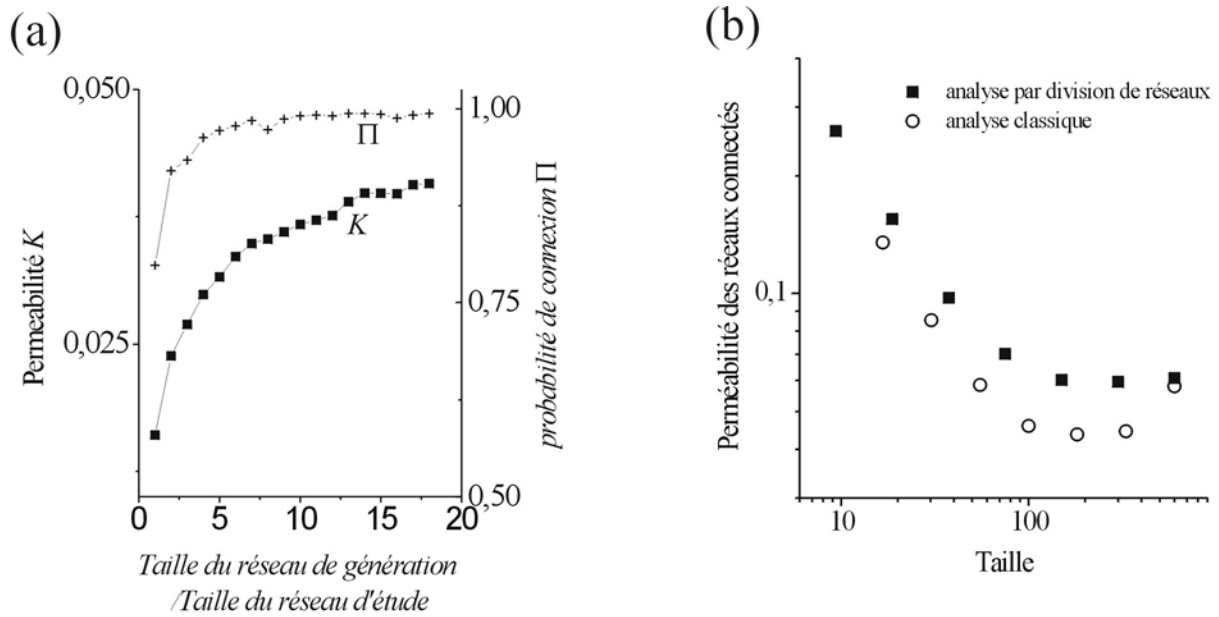 (a)
0,050
0,025
Permeabilité K
1,00
0,75
0,50
probabilité de connexion Π
Π
K
0 5 10 15 20
Taille du réseau de génération
/Taille du réseau d'étude
(b)
analyse par division de réseaux
analyse classique
Perméabilité des réeaux connectés
0,1
10 100
Taille